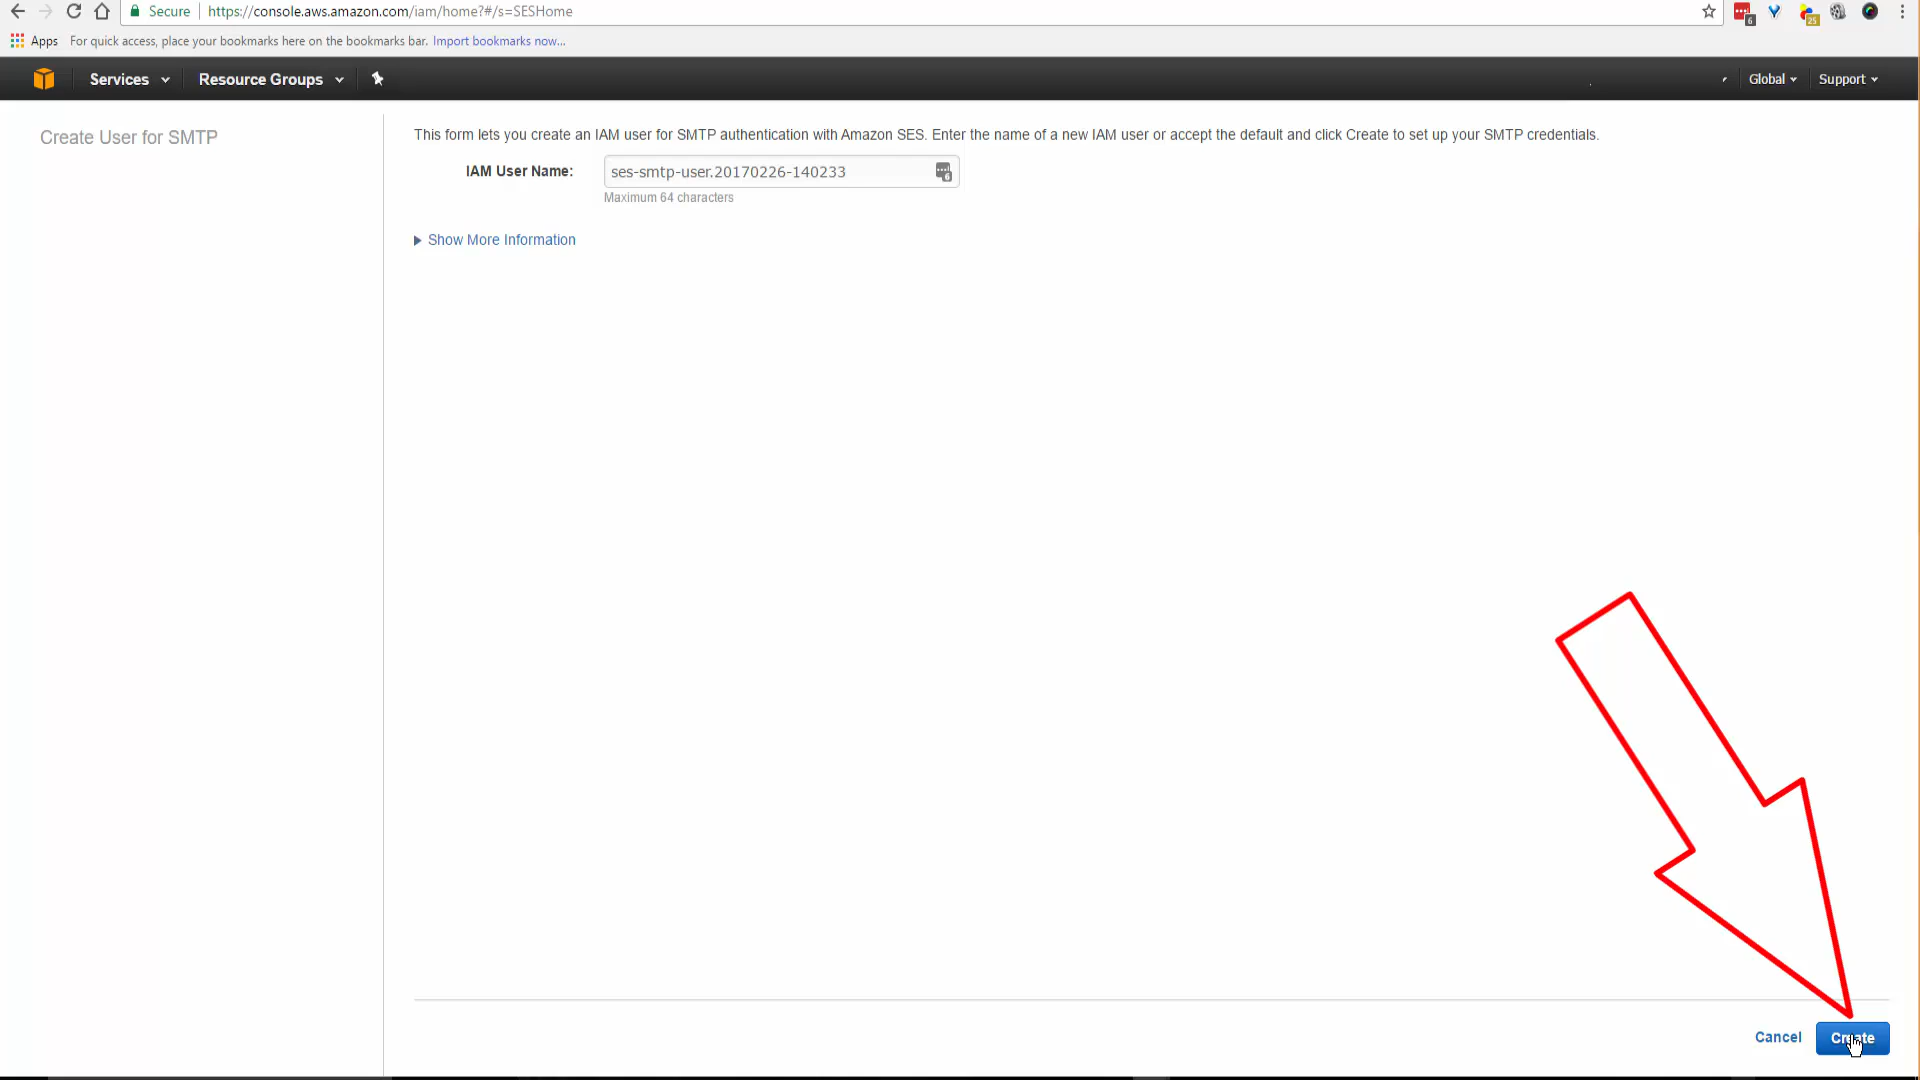 Secure https://console.aws.amazon.com/iam/home?#/s=SESHome
6
25
Apps For quick access, place your bookmarks here on the bookmarks bar. Import bookmarks now...
Services Resource Groups Global Support
Create User for SMTP
This form lets you create an IAM user for SMTP authentication with Amazon SES. Enter the name of a new IAM user or accept the default and click Create to set up your SMTP credentials.
IAM User Name: ses-smtp-user.20170226-140233
6
Maximum 64 characters
Show More Information
Cancel Create